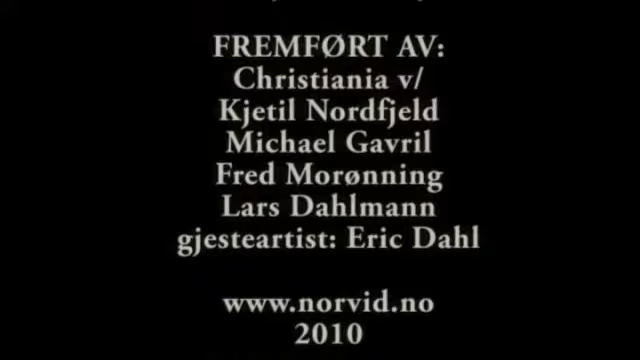 FREMFØRT AV:
Christiania v/
Kjetil Nordfjeld
Michael Gavril
Fred Morønning
Lars Dahlmann
gjesteartist: Eric Dahl
www.norvid.no
2010